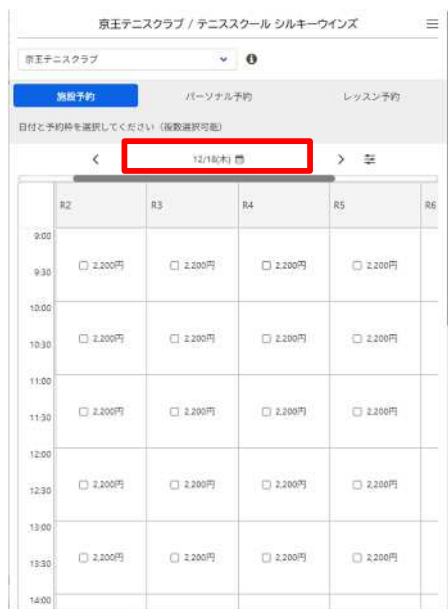 京王テニスクラブ / テニススクール シルキーウインズ
京王テニスクラブ
施設予約 パーソナル予約 レッスン予約
日付と予約枠を選択してください（複数選択可能）
12/18(木)
R2 R3 R4 R5 R6
9:00
9:30 2,200円 2,200円 2,200円 2,200円
10:00
10:30 2,200円 2,200円 2,200円 2,200円
11:00
11:30 2,200円 2,200円 2,200円 2,200円
12:00
12:30 2,200円 2,200円 2,200円 2,200円
13:00
13:30 2,200円 2,200円 2,200円 2,200円
14:00